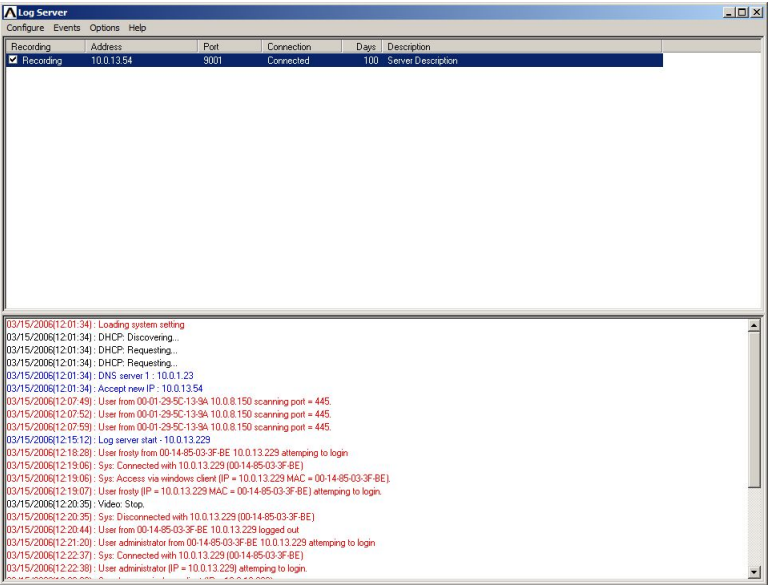 Log Server
Configure Events Options Help
Recording Address Port Connection Days Description
Recording 10.0.13.54 9001 Connected 100 Server Description
03/15/2006(12:01:34) : Loading system setting
03/15/2006(12:01:34) : DHCP: Discovering...
03/15/2006(12:01:34) : DHCP: Requesting...
03/15/2006(12:01:34) : DHCP: Requesting...
03/15/2006(12:01:34) : DNS server 1 : 10.0.1.23
03/15/2006(12:01:34) : Accept new IP : 10.0.13.54
03/15/2006(12:07:49) : User from 00-01-29-5C-13-9A 10.0.8.150 scanning port = 445.
03/15/2006(12:07:52) : User from 00-01-29-5C-13-9A 10.0.8.150 scanning port = 445.
03/15/2006(12:07:59) : User from 00-01-29-5C-13-9A 10.0.8.150 scanning port = 445.
03/15/2006(12:15:12) : Log server start - 10.0.13.229
03/15/2006(12:18:28) : User frosty from 00-14-85-03-3F-BE 10.0.13.229 attemping to login
03/15/2006(12:19:06) : Sys: Connected with 10.0.13.229 (00-14-85-03-3F-BE)
03/15/2006(12:19:06) : Sys: Access via windows client (IP = 10.0.13.229 MAC = 00-14-85-03-3F-BE).
03/15/2006(12:19:07) : User frosty (IP = 10.0.13.229 MAC = 00-14-85-03-3F-BE) attemping to login.
03/15/2006(12:20:35) : Video: Stop.
03/15/2006(12:20:35) : Sys: Disconnected with 10.0.13.229 (00-14-85-03-3F-BE)
03/15/2006(12:20:44) : User from 00-14-85-03-3F-BE 10.0.13.229 logged out
03/15/2006(12:21:20) : User administrator from 00-14-85-03-3F-BE 10.0.13.229 attemping to login
03/15/2006(12:22:37) : Sys: Connected with 10.0.13.229 (00-14-85-03-3F-BE)
03/15/2006(12:22:38) : User administrator (IP = 10.0.13.229) attemping to login.